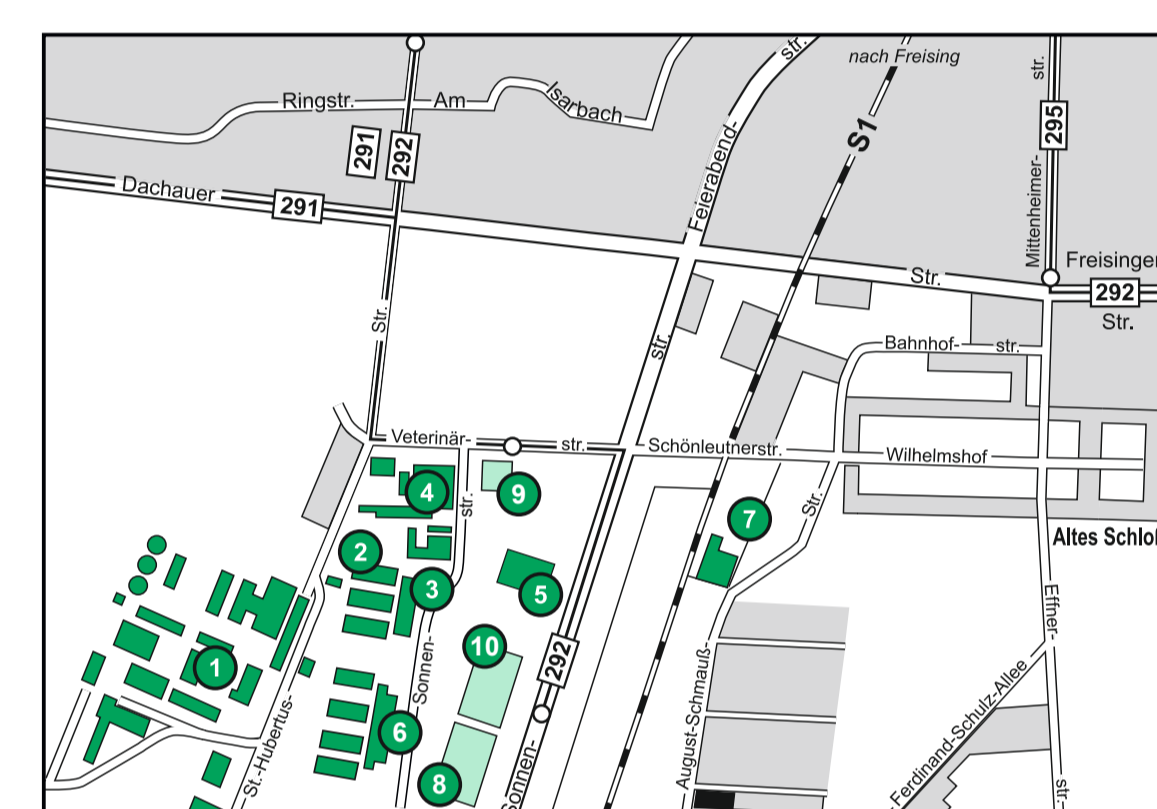 nach Freising
str.
str.
Ringstr.
Am
Isarbach
S1
295
291
292
Feierabend-
Mittenheimer-
Dachauer
291
Str.
Freisinger
292
Str.
Str.
str.
Bahnhof-
str.
Veterinär-
str.
Schönleutnerstr.
Wilhelmshof
4
9
str.
Str.
7
Altes Schloß
2
3
5
Effner-
10
292
1
Sonnen-
August-Schmauß-
Ferdinand-Schulz-Allee
St.-Hubertus-
6
8
Sonnen-
str.